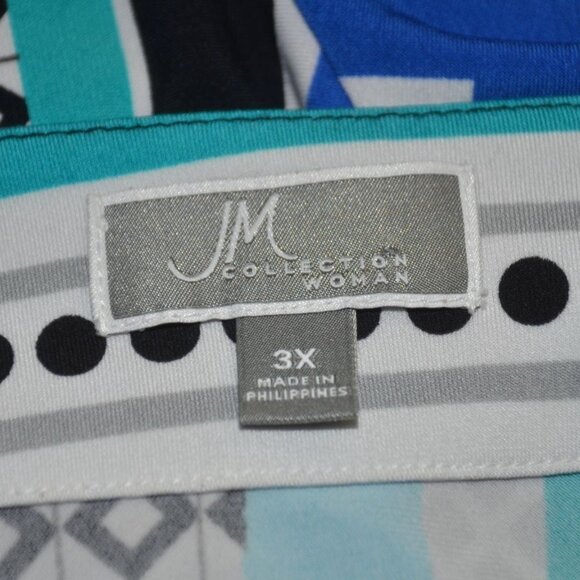 JM
COLLECTION
WOMAN
3X
MADE IN
PHILIPPINES